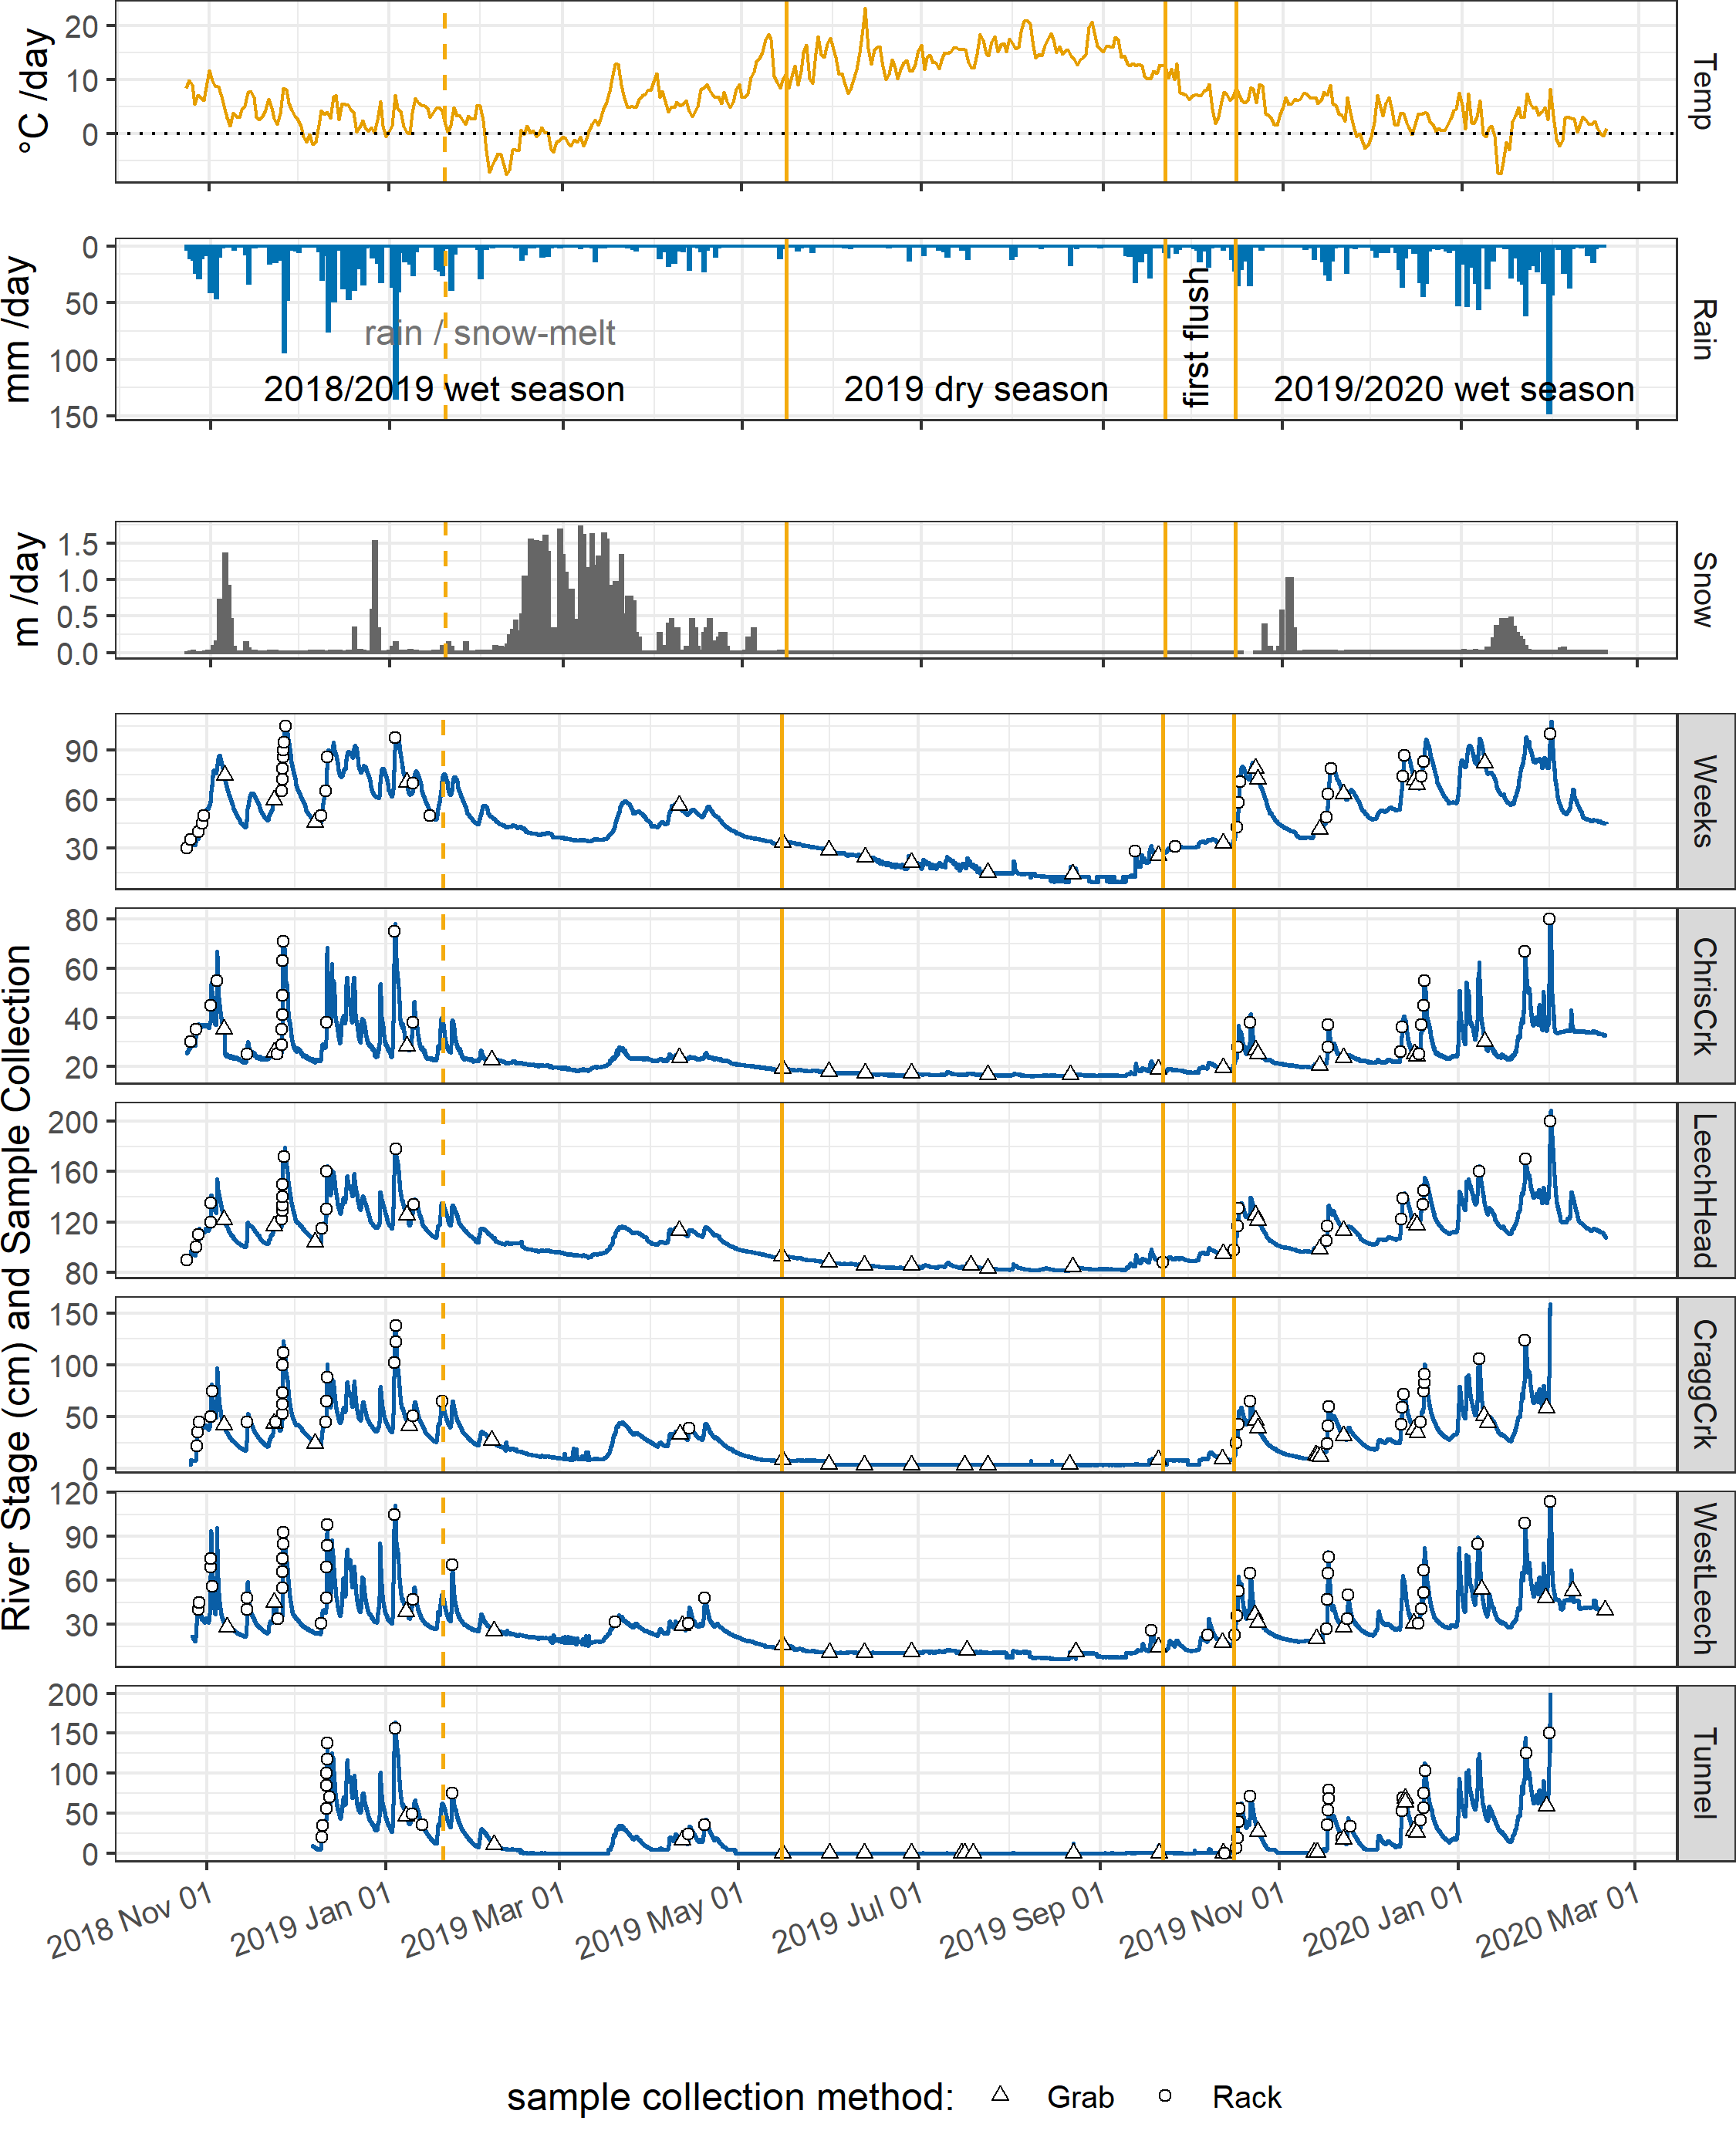 °C /day
20
10
0
Temp
mm /day
0
50
100
150
rain / snow-melt
2018/2019 wet season
2019 dry season
first flush
2019/2020 wet season
Rain
m /day
1.5
1.0
0.5
0.0
Snow
River Stage (cm) and Sample Collection
90
60
30
Weeks
80
60
40
20
ChrisCrk
200
160
120
80
LeechHead
150
100
50
0
CraggCrk
120
90
60
30
WestLeech
200
150
100
50
0
Tunnel
2018 Nov 01
2019 Jan 01
2019 Mar 01
2019 May 01
2019 Jul 01
2019 Sep 01
2019 Nov 01
2020 Jan 01
2020 Mar 01
sample collection method: Grab Rack